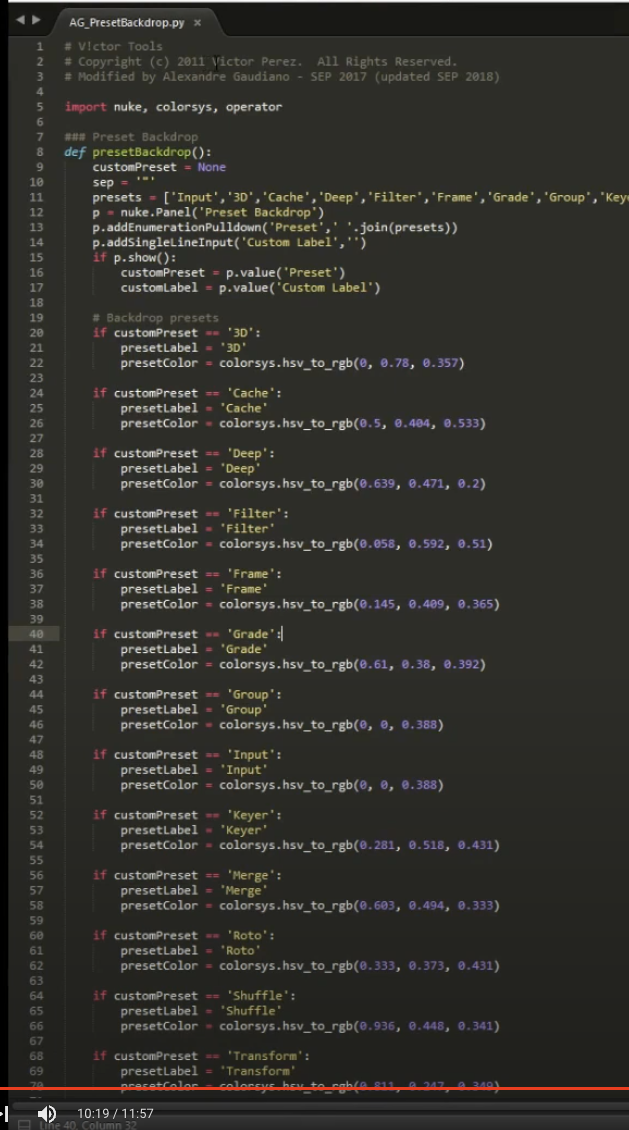 AG_PresetBackdrop.py ×
1 # V!ctor Tools
2 # Copyright (c) 2011 Victor Perez.  All Rights Reserved.
3 # Modified by Alexandre Gaudiano - SEP 2017 (updated SEP 2018)
4
5 import nuke, colorsys, operator
6
7 ### Preset Backdrop
8 def presetBackdrop():
9     customPreset = None
10     sep = '"'
11     presets = ['Input','3D','Cache','Deep','Filter','Frame','Grade','Group','Keye
12     p = nuke.Panel('Preset Backdrop')
13     p.addEnumerationPulldown('Preset',' '.join(presets))
14     p.addSingleLineInput('Custom Label','')
15     if p.show():
16         customPreset = p.value('Preset')
17         customLabel = p.value('Custom Label')
18
19     # Backdrop presets
20     if customPreset == '3D':
21         presetLabel = '3D'
22         presetColor = colorsys.hsv_to_rgb(0, 0.78, 0.357)
23
24     if customPreset == 'Cache':
25         presetLabel = 'Cache'
26         presetColor = colorsys.hsv_to_rgb(0.5, 0.404, 0.533)
27
28     if customPreset == 'Deep':
29         presetLabel = 'Deep'
30         presetColor = colorsys.hsv_to_rgb(0.639, 0.471, 0.2)
31
32     if customPreset == 'Filter':
33         presetLabel = 'Filter'
34         presetColor = colorsys.hsv_to_rgb(0.058, 0.592, 0.51)
35
36     if customPreset == 'Frame':
37         presetLabel = 'Frame'
38         presetColor = colorsys.hsv_to_rgb(0.145, 0.409, 0.365)
39
40     if customPreset == 'Grade':
41         presetLabel = 'Grade'
42         presetColor = colorsys.hsv_to_rgb(0.61, 0.38, 0.392)
43
44     if customPreset == 'Group':
45         presetLabel = 'Group'
46         presetColor = colorsys.hsv_to_rgb(0, 0, 0.388)
47
48     if customPreset == 'Input':
49         presetLabel = 'Input'
50         presetColor = colorsys.hsv_to_rgb(0, 0, 0.388)
51
52     if customPreset == 'Keyer':
53         presetLabel = 'Keyer'
54         presetColor = colorsys.hsv_to_rgb(0.281, 0.518, 0.431)
55
56     if customPreset == 'Merge':
57         presetLabel = 'Merge'
58         presetColor = colorsys.hsv_to_rgb(0.603, 0.494, 0.333)
59
60     if customPreset == 'Roto':
61         presetLabel = 'Roto'
62         presetColor = colorsys.hsv_to_rgb(0.333, 0.373, 0.431)
63
64     if customPreset == 'Shuffle':
65         presetLabel = 'Shuffle'
66         presetColor = colorsys.hsv_to_rgb(0.936, 0.448, 0.341)
67
68     if customPreset == 'Transform':
69         presetLabel = 'Transform'
70         presetColor = colorsys.hsv_to_rgb(0.811, 0.247, 0.349)
10:19 / 11:57
Line 40, Column 32